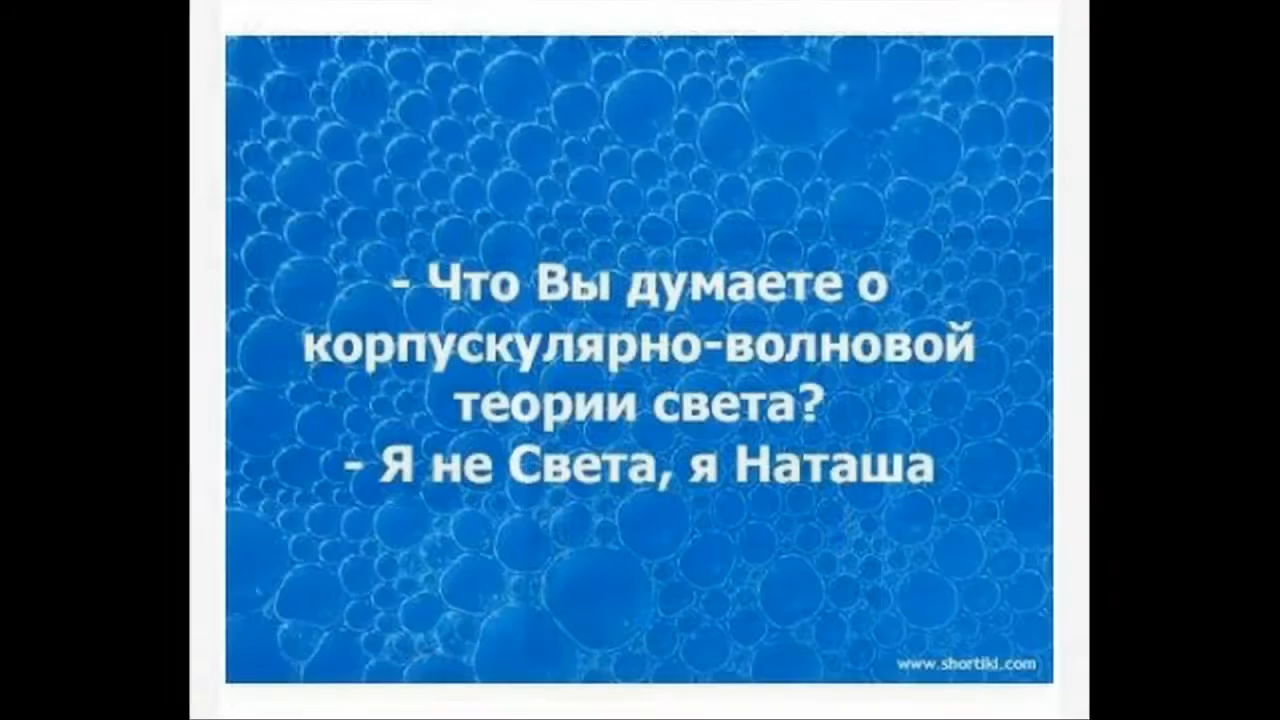 - Что Вы думаете о
корпускулярно-волновой
теории света?
- Я не Света, я Наташа
www.shortiki.com